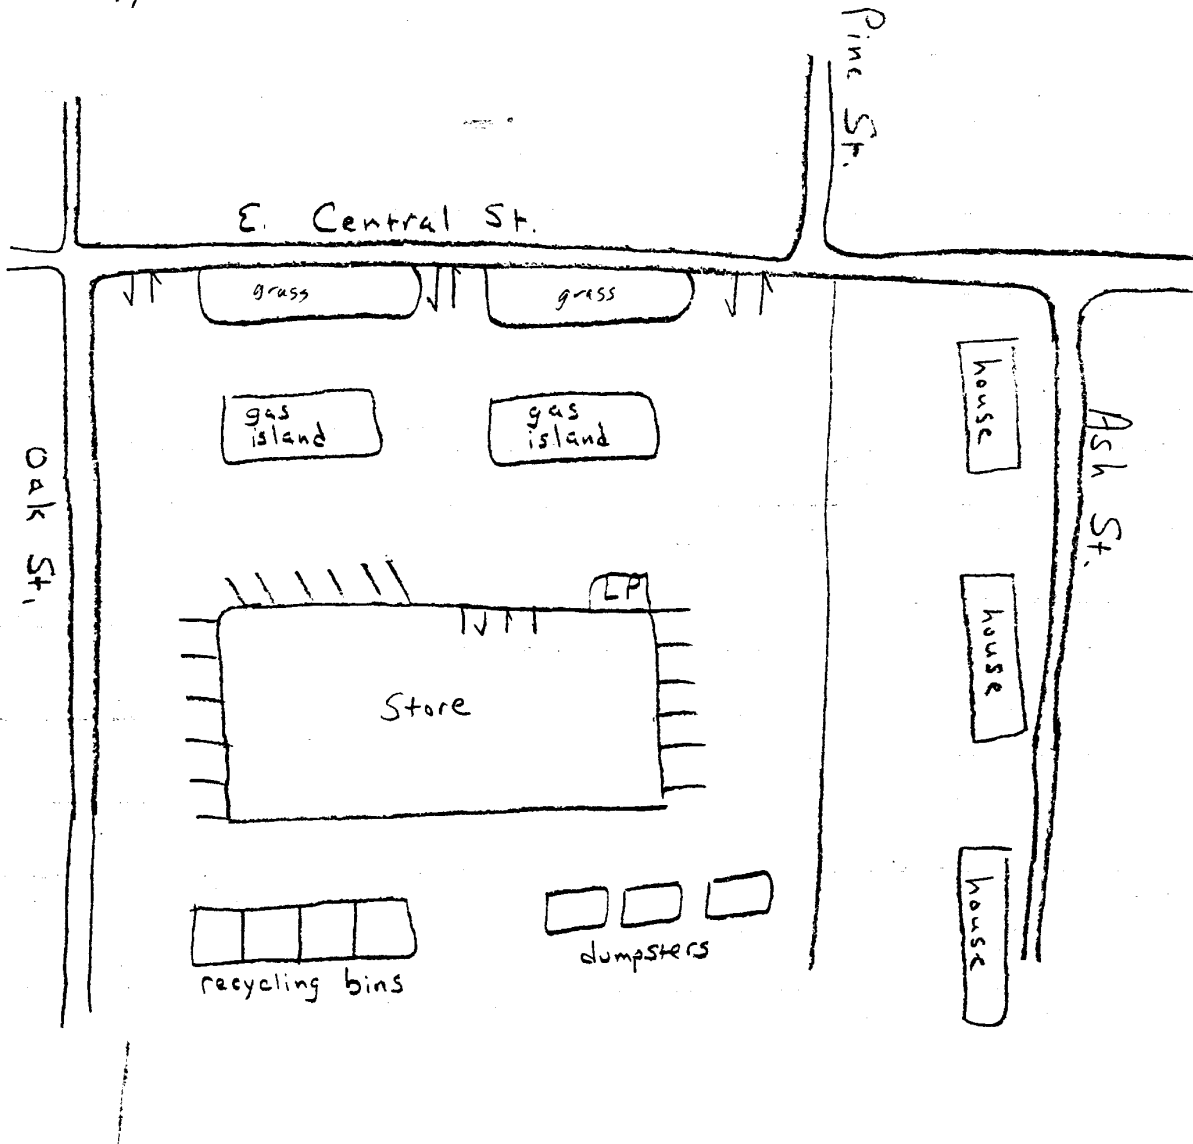 Pine St.
E. Central St.
grass
grass
gas
island
gas
island
house
Ash St.
Oak St.
LP
house
Store
house
dumpsters
recycling bins